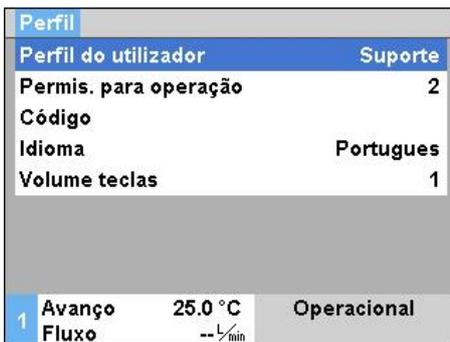 Perfil
Perfil do utilizador Suporte
Permis. para operação 2
Código
Idioma Portugues
Volume teclas 1
1 Avanço 25.0 °C Operacional
Fluxo -- L/min